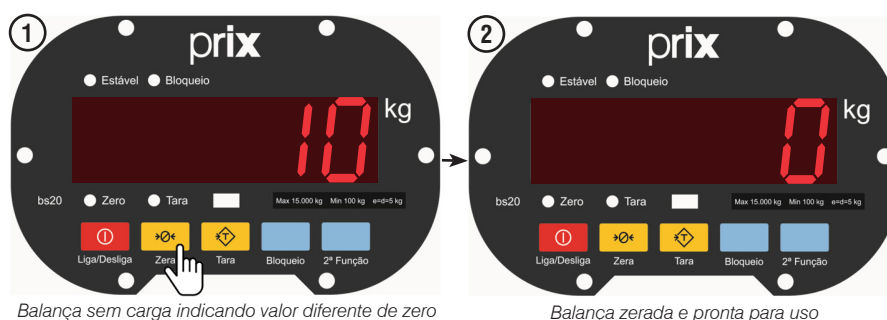 1
prix
Estável Bloqueio
10 kg
bs20 Zero Tara Max 15.000 kg Min 100 kg e=d=5 kg
→0←
→T←
Liga/Desliga Zera Tara Bloqueio 2ª Função
Balança sem carga indicando valor diferente de zero
2
prix
Estável Bloqueio
0 kg
bs20 Zero Tara Max 15.000 kg Min 100 kg e=d=5 kg
→0←
→T←
Liga/Desliga Zera Tara Bloqueio 2ª Função
Balança zerada e pronta para uso